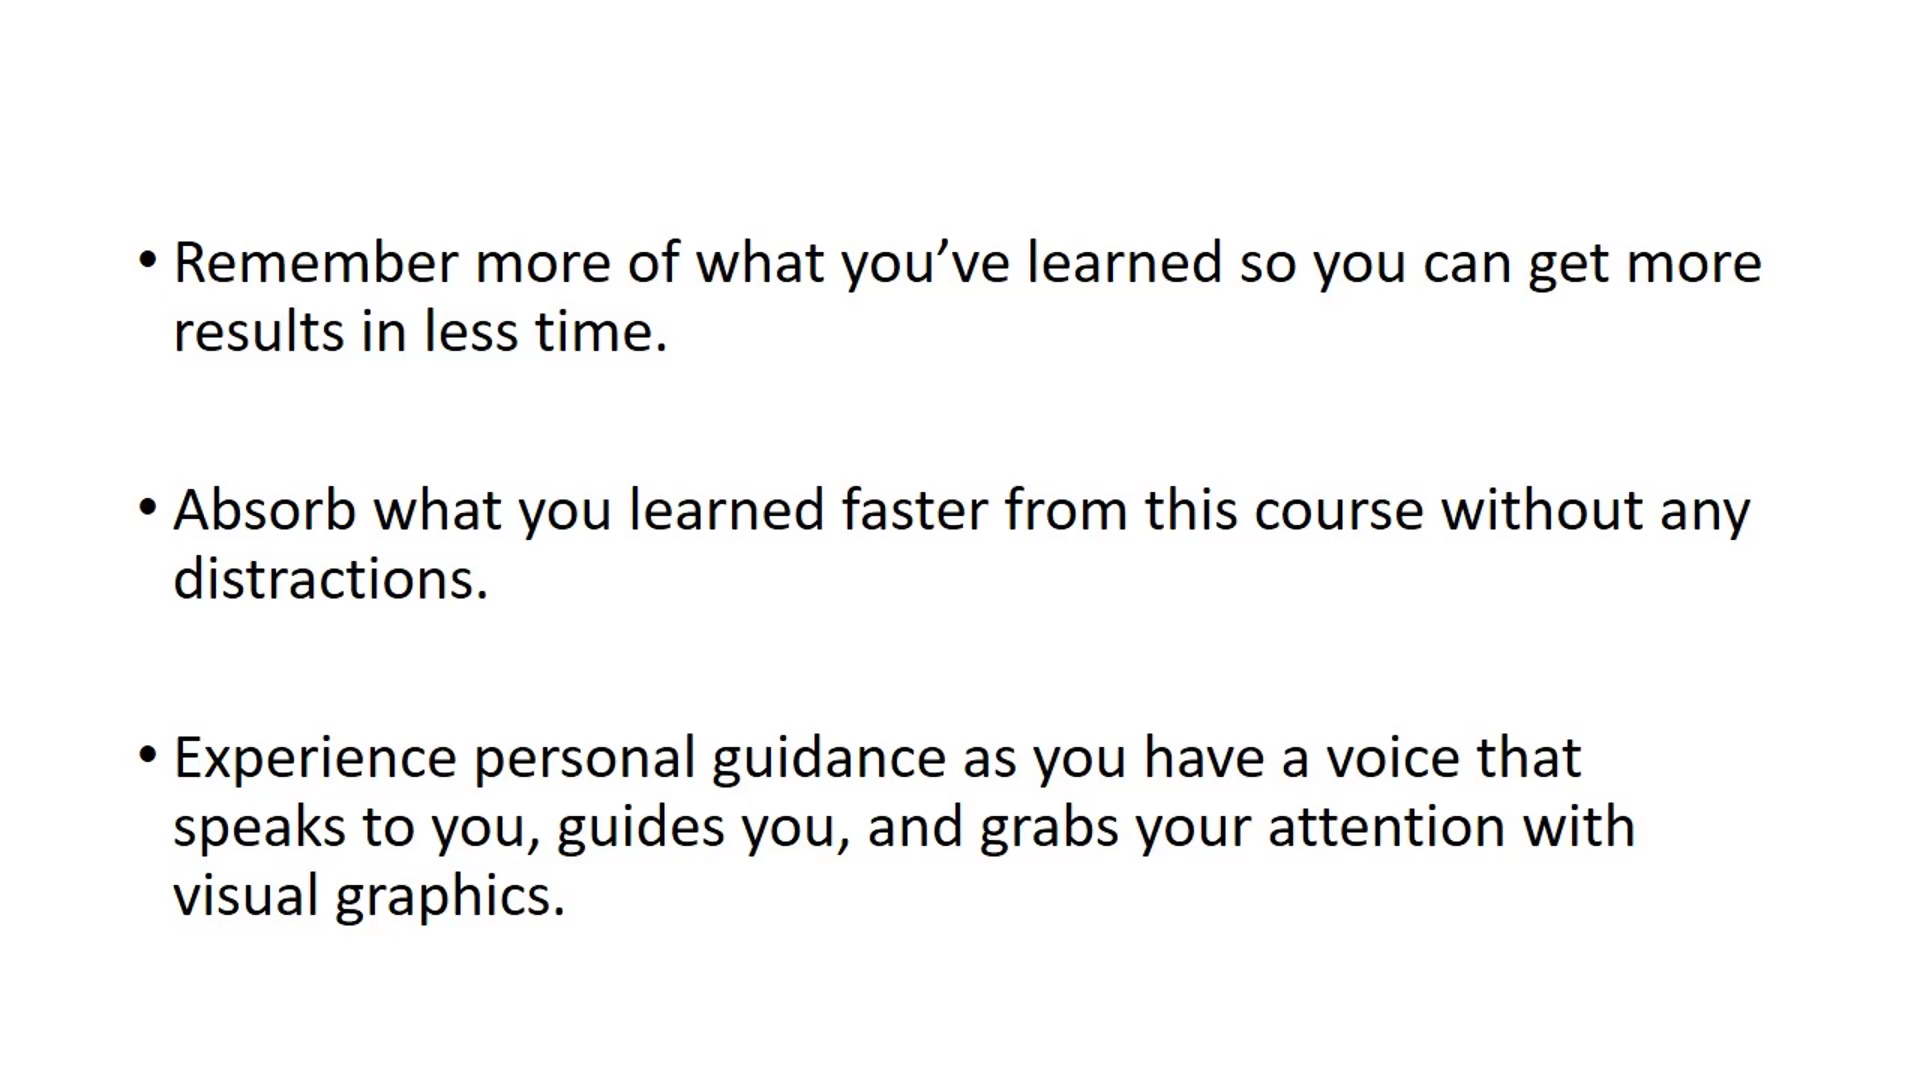 • Remember more of what you’ve learned so you can get more
results in less time.
• Absorb what you learned faster from this course without any
distractions.
• Experience personal guidance as you have a voice that
speaks to you, guides you, and grabs your attention with
visual graphics.